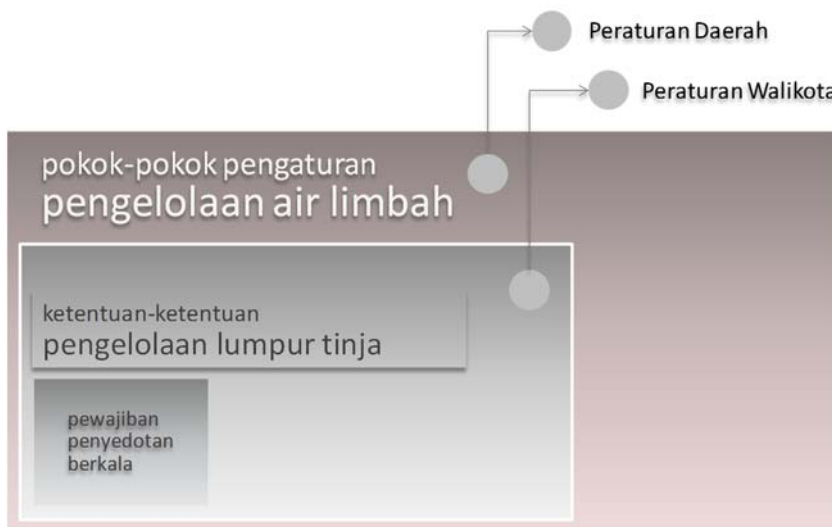 Peraturan Daerah
Peraturan Walikota
pokok-pokok pengaturan
pengelolaan air limbah
ketentuan-ketentuan
pengelolaan lumpur tinja
pewajiban
penyedotan
berkala